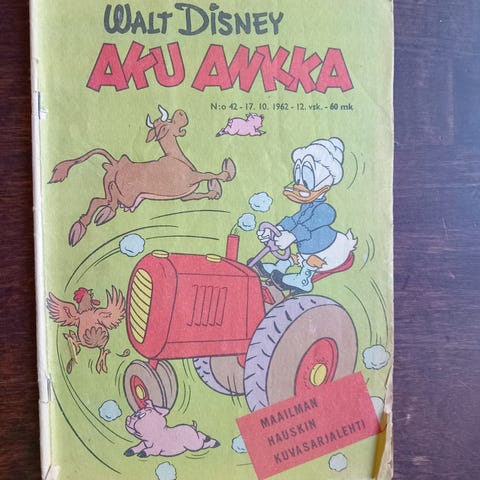 WALT DISNEY
AKU ANKKA
N:o 42 - 17. 10. 1962 - 12. vsk. - 60 mk
MAAILMAN
HAUSKIN
KUVASARJALEHTI